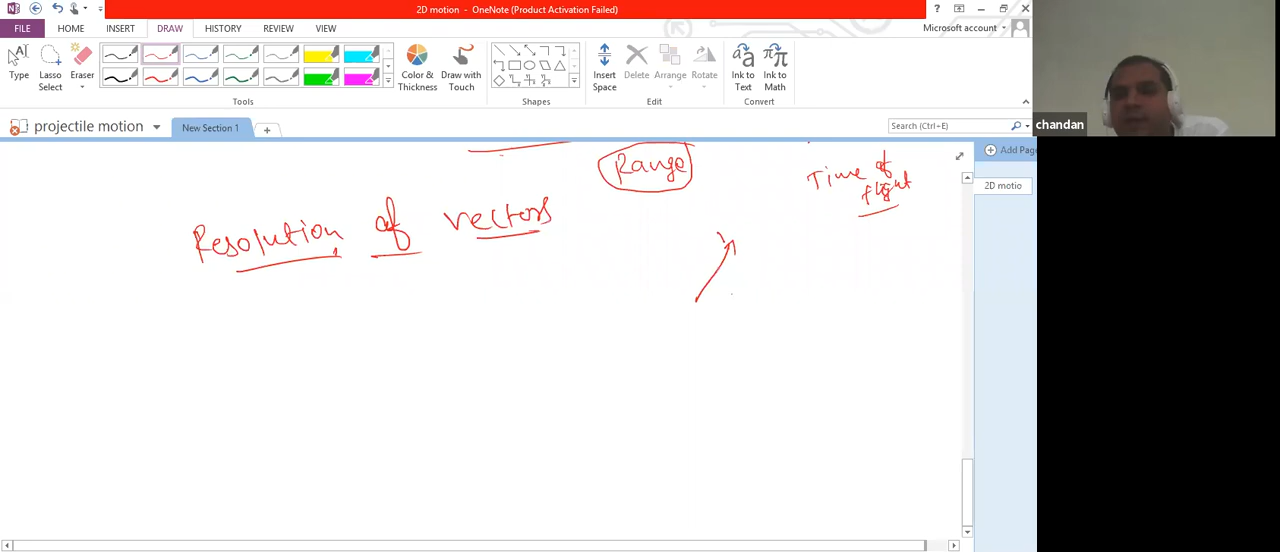 2D motion - OneNote (Product Activation Failed)
FILE HOME INSERT DRAW HISTORY REVIEW VIEW
Microsoft account
Type Lasso Select Eraser
Color & Thickness Draw with Touch
Insert Space Delete Arrange Rotate
Ink to Text Ink to Math
Tools Shapes Edit Convert
chandan
projectile motion New Section 1
Search (Ctrl+E)
Add Page
2D motio
Range
Time of
flight
Resolution of vectors